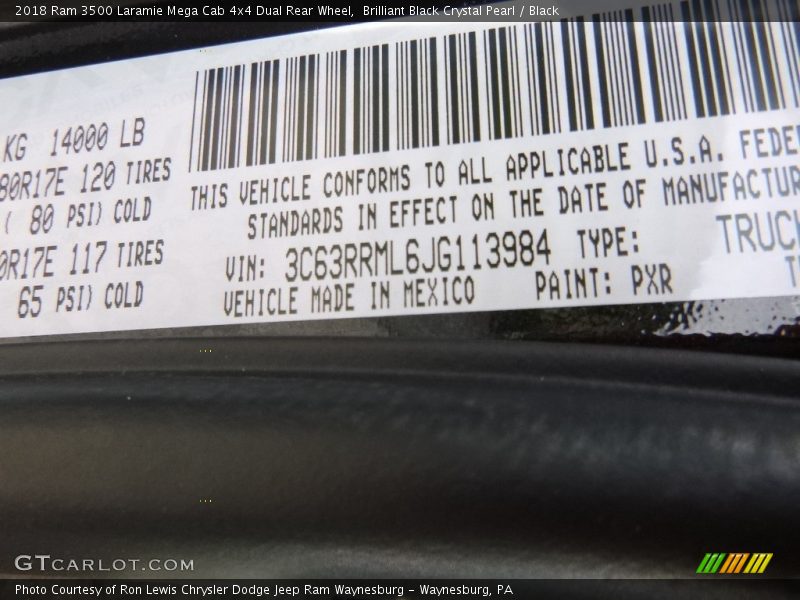 2018 Ram 3500 Laramie Mega Cab 4x4 Dual Rear Wheel, Brilliant Black Crystal Pearl / Black
KG 14000 LB
80R17E 120 TIRES
( 80 PSI) COLD
0R17E 117 TIRES
65 PSI) COLD
THIS VEHICLE CONFORMS TO ALL APPLICABLE U.S.A. FEDE
STANDARDS IN EFFECT ON THE DATE OF MANUFACTUR
VIN: 3C63RRML6JG113984 TYPE: TRUCK
VEHICLE MADE IN MEXICO PAINT: PXR
GTCARLOT.COM
Photo Courtesy of Ron Lewis Chrysler Dodge Jeep Ram Waynesburg – Waynesburg, PA